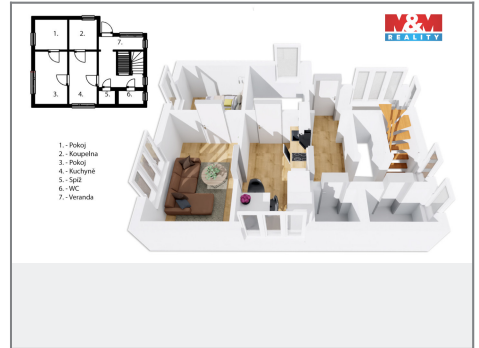 M&M
REALITY
1.
2.
7.
3.
4.
5.
6.
1. - Pokoj
2. - Koupelna
3. - Pokoj
4. - Kuchyně
5. - Spíž
6. - WC
7. - Veranda